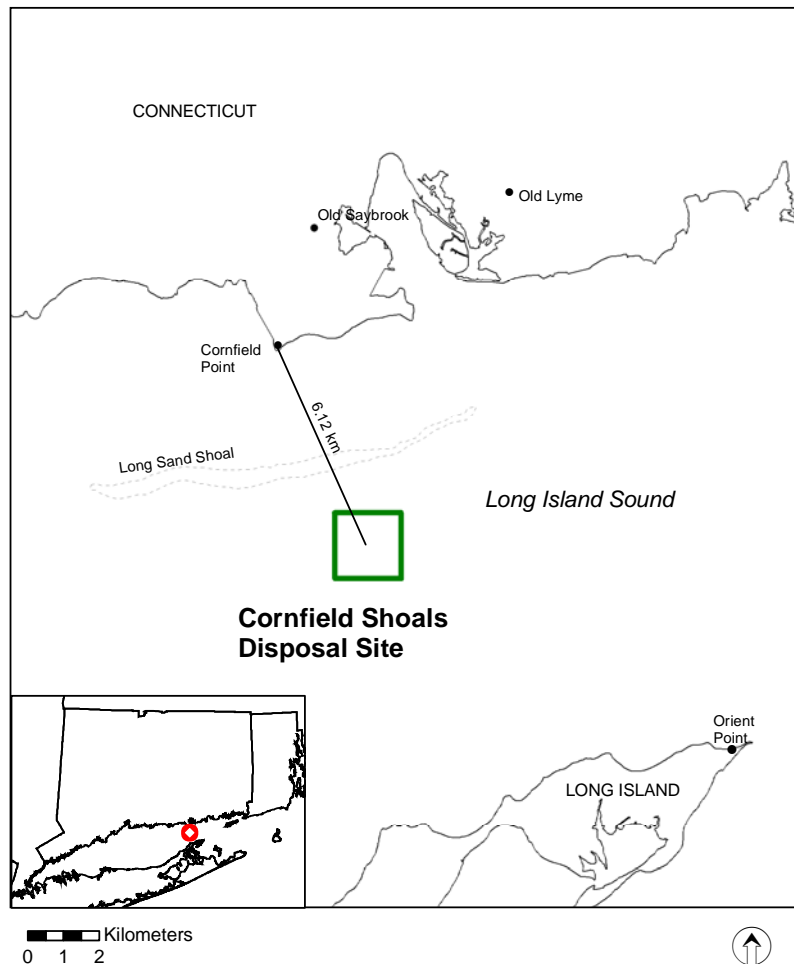 CONNECTICUT
Old Lyme
Old Saybrook
Cornfield
Point
6.12 km
Long Sand Shoal
Long Island Sound
Cornfield Shoals
Disposal Site
Orient
Point
LONG ISLAND
Kilometers
0 1 2